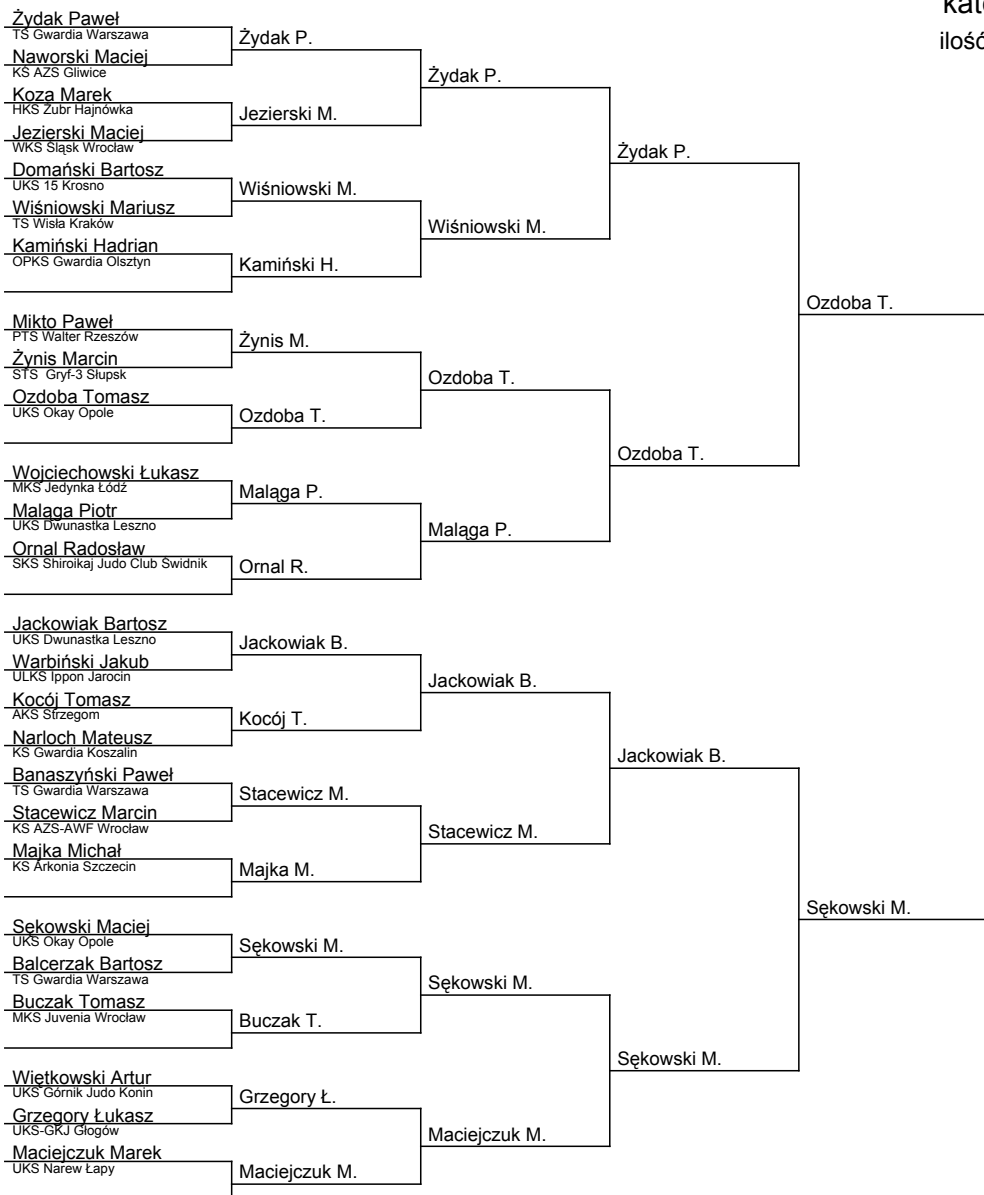 kate
ilość
Żydak Paweł
TS Gwardia Warszawa
Naworski Maciej
KŚ AZS Gliwice
Koza Marek
HKS Żubr Hajnówka
Jezierski Maciej
WKS Śląsk Wrocław
Domański Bartosz
UKS 15 Krosno
Wiśniowski Mariusz
TS Wisła Kraków
Kamiński Hadrian
OPKS Gwardia Olsztyn
Mikto Paweł
PTS Walter Rzeszów
Żynis Marcin
STS Gryf-3 Słupsk
Ozdoba Tomasz
UKS Okay Opole
Wojciechowski Łukasz
MKS Jedynka Łódź
Maląga Piotr
UKS Dwunastka Leszno
Ornal Radosław
SKS Shiroikaj Judo Club Świdnik
Jackowiak Bartosz
UKS Dwunastka Leszno
Warbiński Jakub
ULKS Ippon Jarocin
Kocój Tomasz
AKS Strzegom
Narloch Mateusz
KS Gwardia Koszalin
Banaszyński Paweł
TS Gwardia Warszawa
Stacewicz Marcin
KS AZS-AWF Wrocław
Majka Michał
KS Arkonia Szczecin
Sękowski Maciej
UKS Okay Opole
Balcerzak Bartosz
TS Gwardia Warszawa
Buczak Tomasz
MKS Juvenia Wrocław
Więtkowski Artur
UKS Górnik Judo Konin
Grzegory Łukasz
UKS-GKJ Głogów
Maciejczuk Marek
UKS Narew Łapy
Żydak P.
Jezierski M.
Wiśniowski M.
Kamiński H.
Żynis M.
Ozdoba T.
Maląga P.
Ornal R.
Jackowiak B.
Kocój T.
Stacewicz M.
Majka M.
Sękowski M.
Buczak T.
Grzegory Ł.
Maciejczuk M.
Żydak P.
Wiśniowski M.
Ozdoba T.
Maląga P.
Jackowiak B.
Stacewicz M.
Sękowski M.
Maciejczuk M.
Żydak P.
Ozdoba T.
Jackowiak B.
Sękowski M.
Ozdoba T.
Sękowski M.